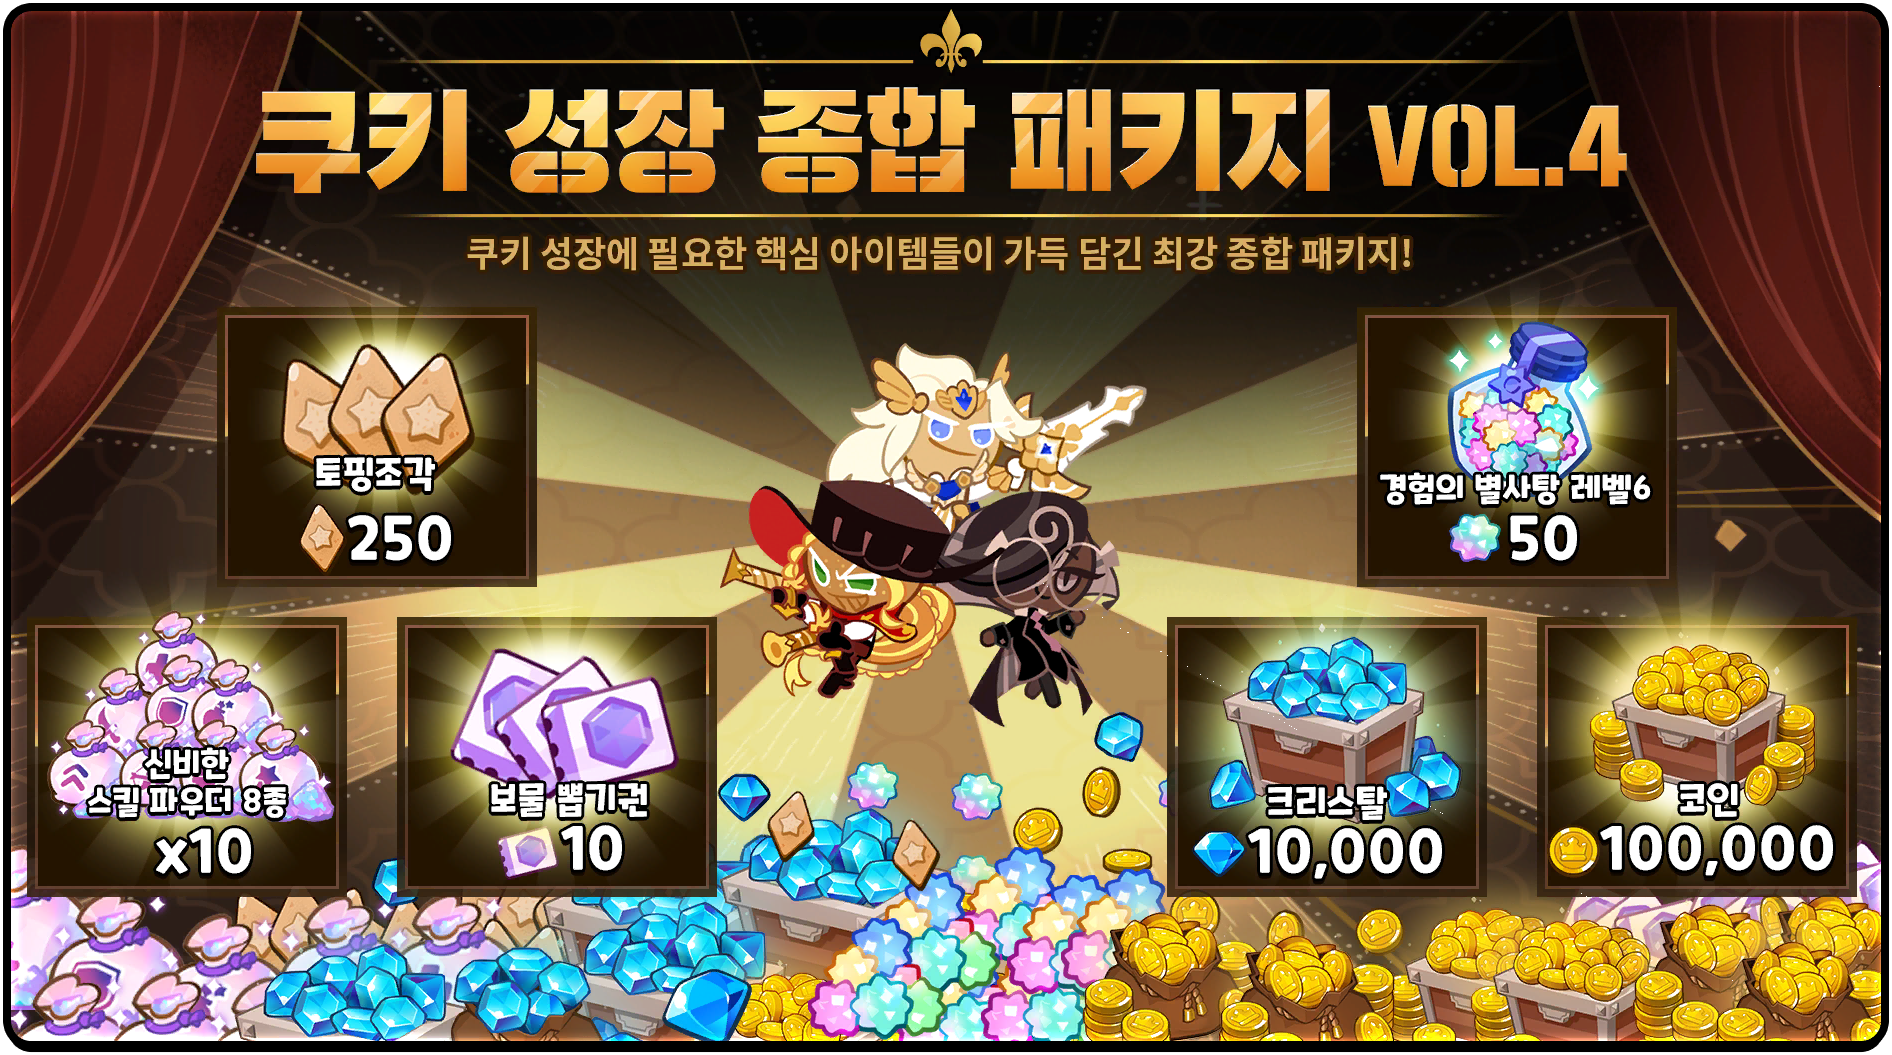 쿠키 성장 종합 패키지 VOL.4
쿠키 성장에 필요한 핵심 아이템들이 가득 담긴 최강 종합 패키지!
토핑조각
250
경험의 별사탕 레벨6
50
신비한
스킬 파우더 8종
x10
보물 뽑기권
10
크리스탈
10,000
코인
100,000